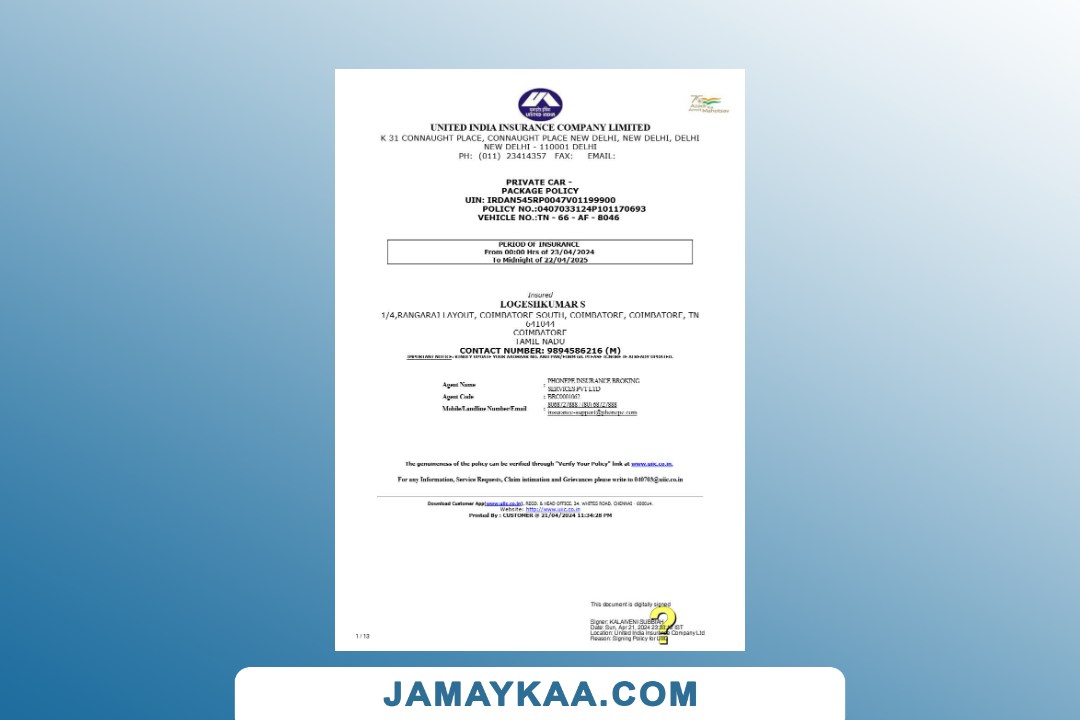 UNITED INDIA INSURANCE COMPANY LIMITED
K 31 CONNAUGHT PLACE, CONNAUGHT PLACE NEW DELHI, NEW DELHI, DELHI
NEW DELHI - 110001 DELHI
PH: (011) 23414357 FAX: EMAIL:
PRIVATE CAR -
PACKAGE POLICY
UIN: IRDAN545RP0047V01199900
POLICY NO.:0407033124P101170693
VEHICLE NO.:TN - 66 - AF - 8046
PERIOD OF INSURANCE
From 00:00 Hrs of 23/04/2024
To Midnight of 22/04/2025
Insured
LOGESHKUMAR S
1/4,RANGARAJ LAYOUT, COIMBATORE SOUTH, COIMBATORE, COIMBATORE, TN
641044
COIMBATORE
TAMIL NADU
CONTACT NUMBER: 9894586216 (M)
Agent Name : PHONEPE INSURANCE BROKING
SERVICES PVT LTD
Agent Code :
Mobile/Landline Number/Email :
insurance-support@phonepe.com
The genuineness of the policy can be verified through "Verify Your Policy" link at www.uiic.co.in.
For any Information, Service Requests, Claim intimation and Grievances please write to 040703@uiic.co.in
Download Customer App(www.uiic.co.in). REGD. & HEAD OFFICE, 24, WHITES ROAD, CHENNAI - 600014.
Website: http://www.uiic.co.in
Printed By : CUSTOMER @ 21/04/2024 11:34:28 PM
This document is digitally signed
Signer: KALAIVENI SUBBIAH
Date: Sun, Apr 21, 2024 IST
Location: United India Insurance Company Ltd
Reason: Signing Policy for UIIC
1 / 13
JAMAYKAA.COM